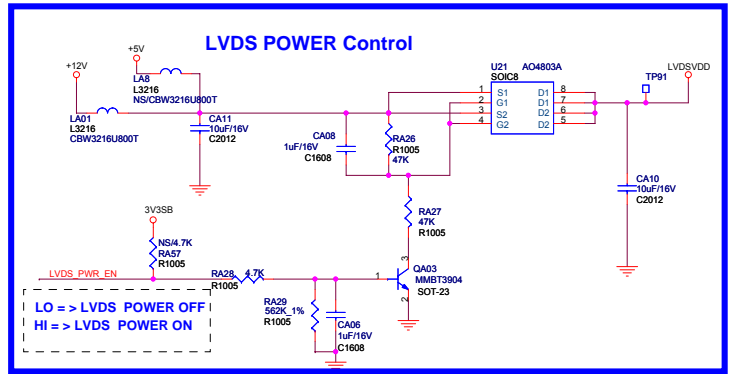 LVDS POWER Control
+12V
+5V
LA8
L3216
NS/CBW3216U800T
LA01
L3216
CBW3216U800T
CA11
10uF/16V
C2012
CA08
1uF/16V
C1608
RA26
R1005
47K
U21 AO4803A
SOIC8
1 S1 D1 8
2 G1 D1 7
3 S2 D2 6
4 G2 D2 5
TP91
LVDSVDD
CA10
10uF/16V
C2012
RA27
47K
R1005
3V3SB
NS/4.7K
RA57
R1005
LVDS_PWR_EN
RA28 4.7K
R1005
1
3
2
QA03
MMBT3904
SOT-23
RA29
562K_1%
R1005
CA06
1uF/16V
C1608
LO = > LVDS POWER OFF
HI = > LVDS POWER ON